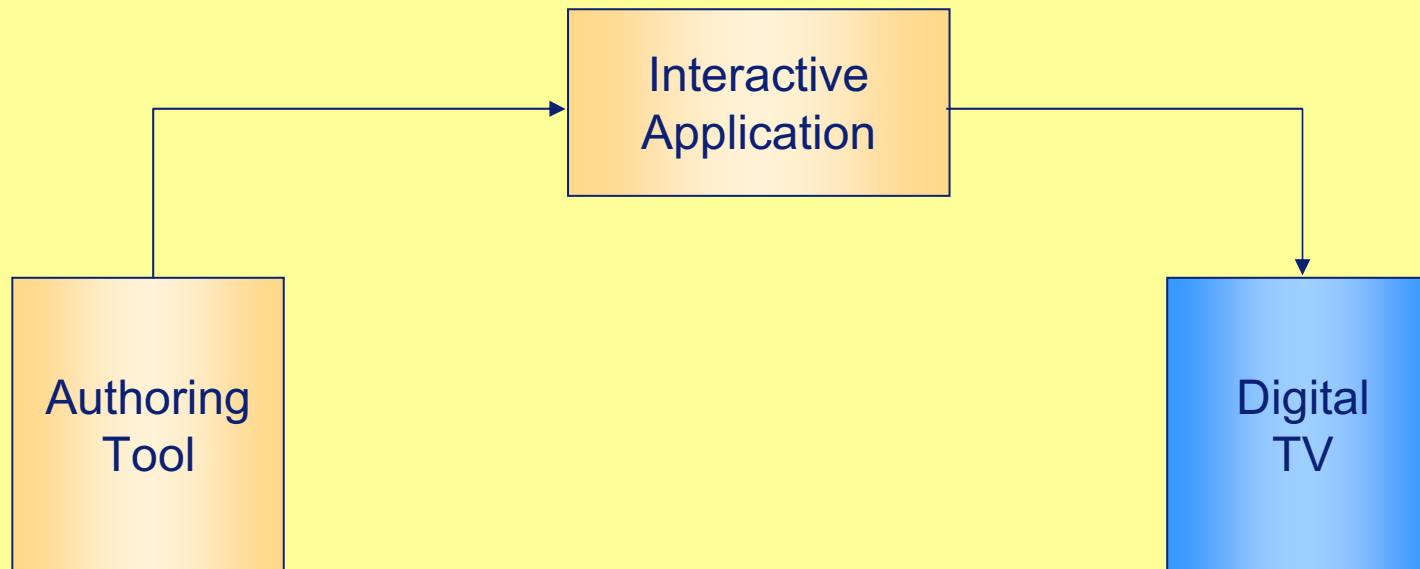 Interactive
Application
Authoring
Tool
Digital
TV